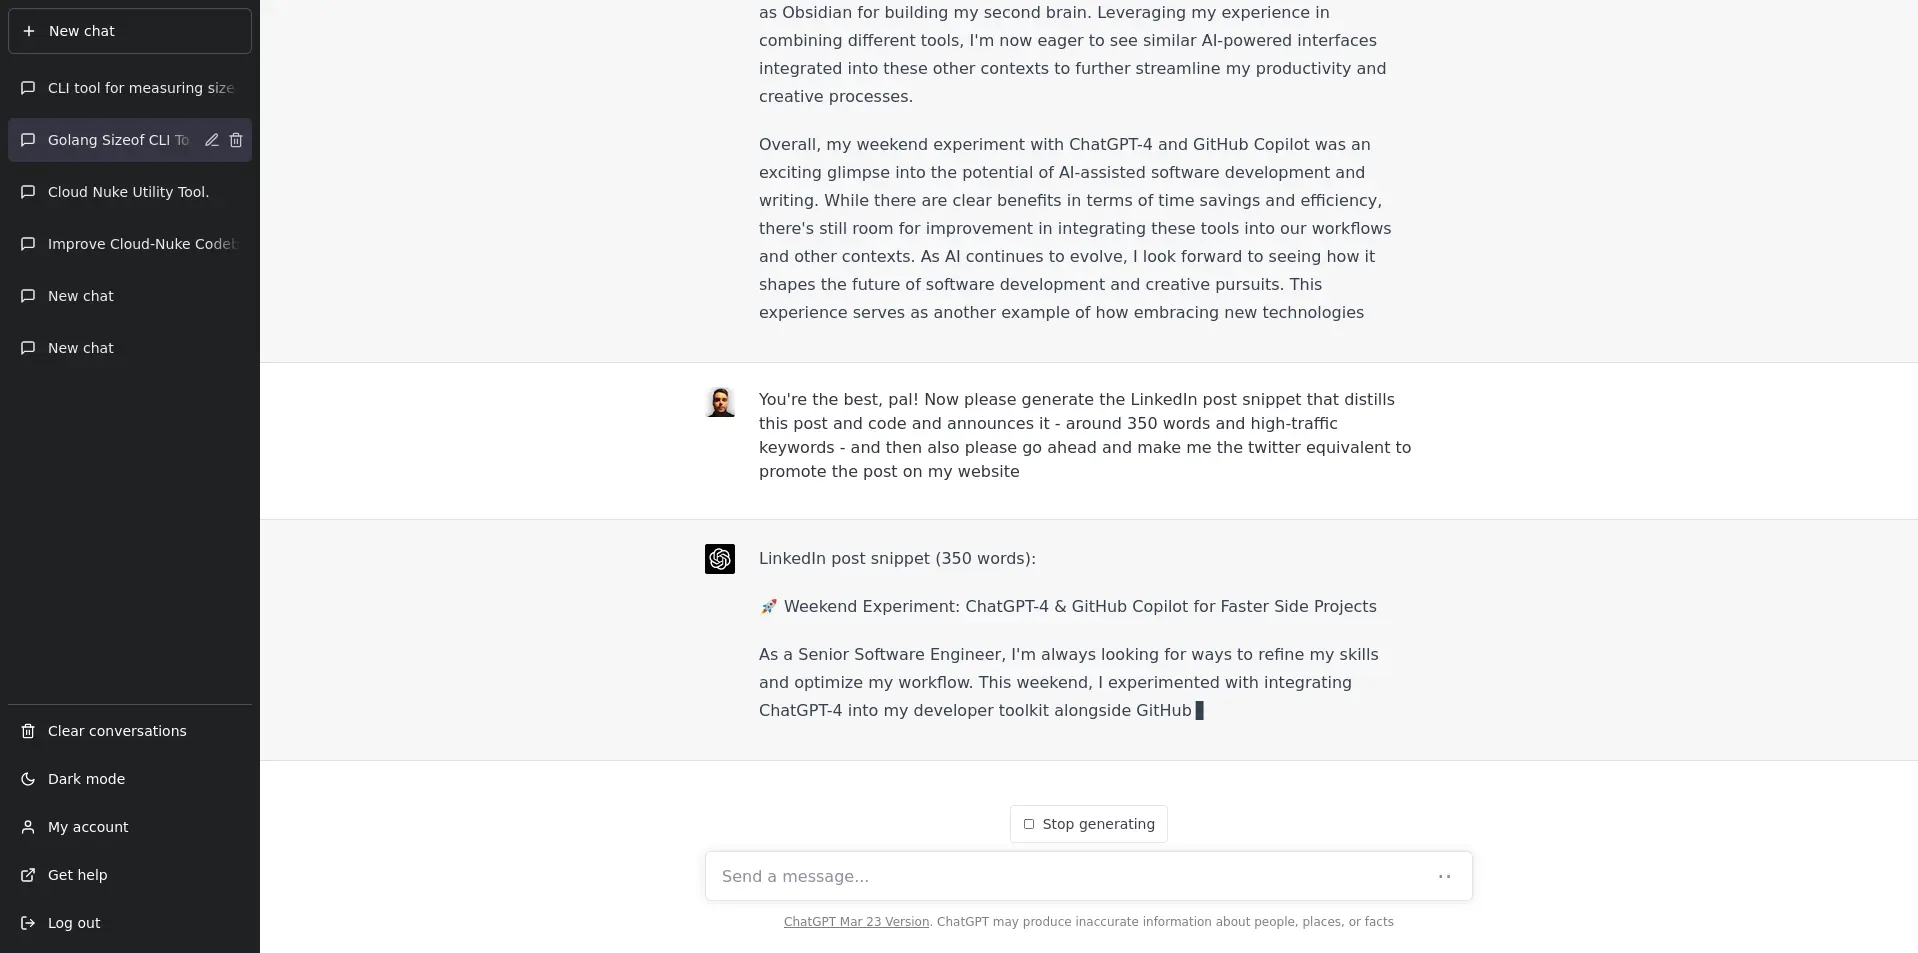 New chat
CLI tool for measuring size
Golang Sizeof CLI To
Cloud Nuke Utility Tool.
Improve Cloud-Nuke Codeb
New chat
New chat
Clear conversations
Dark mode
My account
Get help
Log out
as Obsidian for building my second brain. Leveraging my experience in
combining different tools, I'm now eager to see similar AI-powered interfaces
integrated into these other contexts to further streamline my productivity and
creative processes.
Overall, my weekend experiment with ChatGPT-4 and GitHub Copilot was an
exciting glimpse into the potential of AI-assisted software development and
writing. While there are clear benefits in terms of time savings and efficiency,
there's still room for improvement in integrating these tools into our workflows
and other contexts. As AI continues to evolve, I look forward to seeing how it
shapes the future of software development and creative pursuits. This
experience serves as another example of how embracing new technologies
You're the best, pal! Now please generate the LinkedIn post snippet that distills
this post and code and announces it - around 350 words and high-traffic
keywords - and then also please go ahead and make me the twitter equivalent to
promote the post on my website
LinkedIn post snippet (350 words):
🚀 Weekend Experiment: ChatGPT-4 & GitHub Copilot for Faster Side Projects
As a Senior Software Engineer, I'm always looking for ways to refine my skills
and optimize my workflow. This weekend, I experimented with integrating
ChatGPT-4 into my developer toolkit alongside GitHub
Stop generating
Send a message...
ChatGPT Mar 23 Version. ChatGPT may produce inaccurate information about people, places, or facts